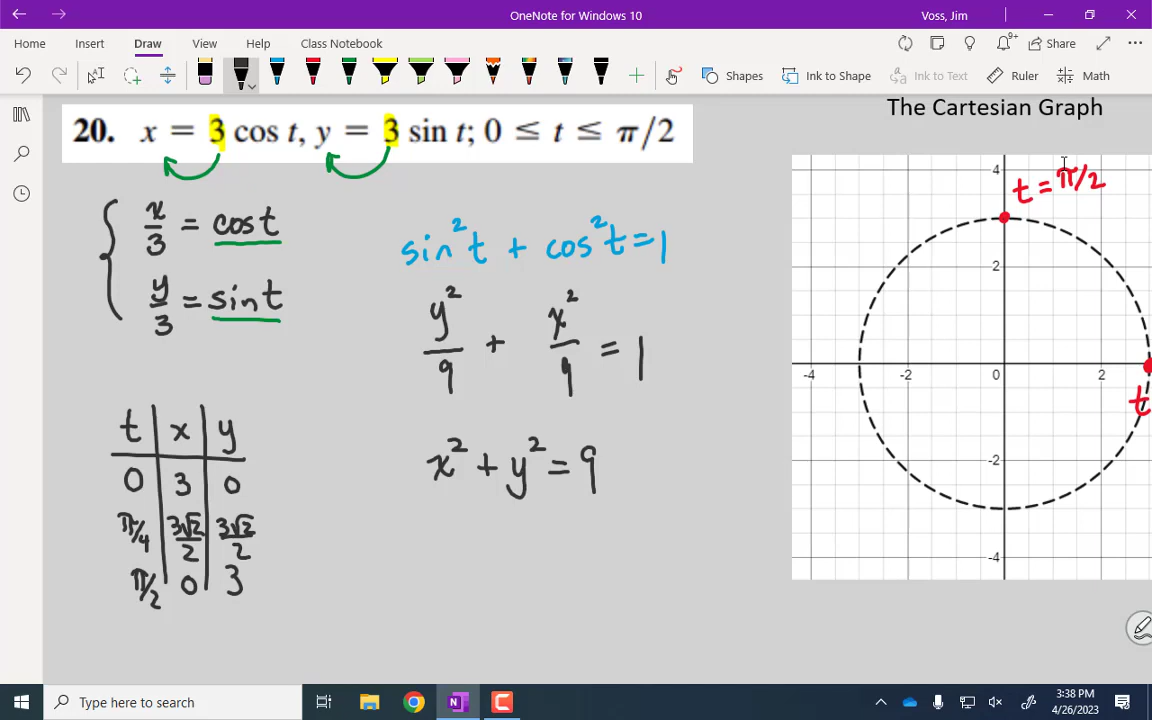 OneNote for Windows 10
Voss, Jim
Home Insert Draw View Help Class Notebook
9+
Share
Shapes Ink to Shape Ink to Text Ruler Math
20. x = 3 cos t, y = 3 sin t; 0 ≤ t ≤ π/2
The Cartesian Graph
x/3 = cos t
y/3 = sin t
sin²t + cos²t = 1
y²/9 + x²/9 = 1
x² + y² = 9
t x y
0 3 0
π/4 3√2/2 3√2/2
π/2 0 3
4
t = π/2
2
-4 -2 0 2
t
-2
-4
Type here to search
3:38 PM
4/26/2023